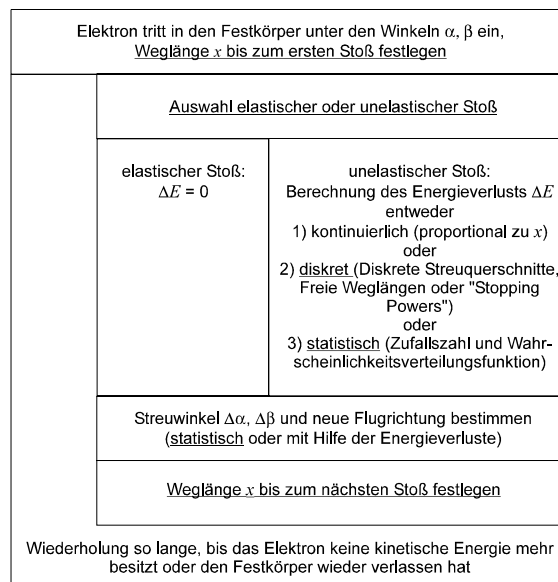 Elektron tritt in den Festkörper unter den Winkeln α, β ein,
Weglänge x bis zum ersten Stoß festlegen
Auswahl elastischer oder unelastischer Stoß
elastischer Stoß:
ΔE = 0
unelastischer Stoß:
Berechnung des Energieverlusts ΔE
entweder
1) kontinuierlich (proportional zu x)
oder
2) diskret (Diskrete Streuquerschnitte,
Freie Weglängen oder "Stopping
Powers")
oder
3) statistisch (Zufallszahl und Wahr-
scheinlichkeitsverteilungsfunktion)
Streuwinkel Δα, Δβ und neue Flugrichtung bestimmen
(statistisch oder mit Hilfe der Energieverluste)
Weglänge x bis zum nächsten Stoß festlegen
Wiederholung so lange, bis das Elektron keine kinetische Energie mehr
besitzt oder den Festkörper wieder verlassen hat